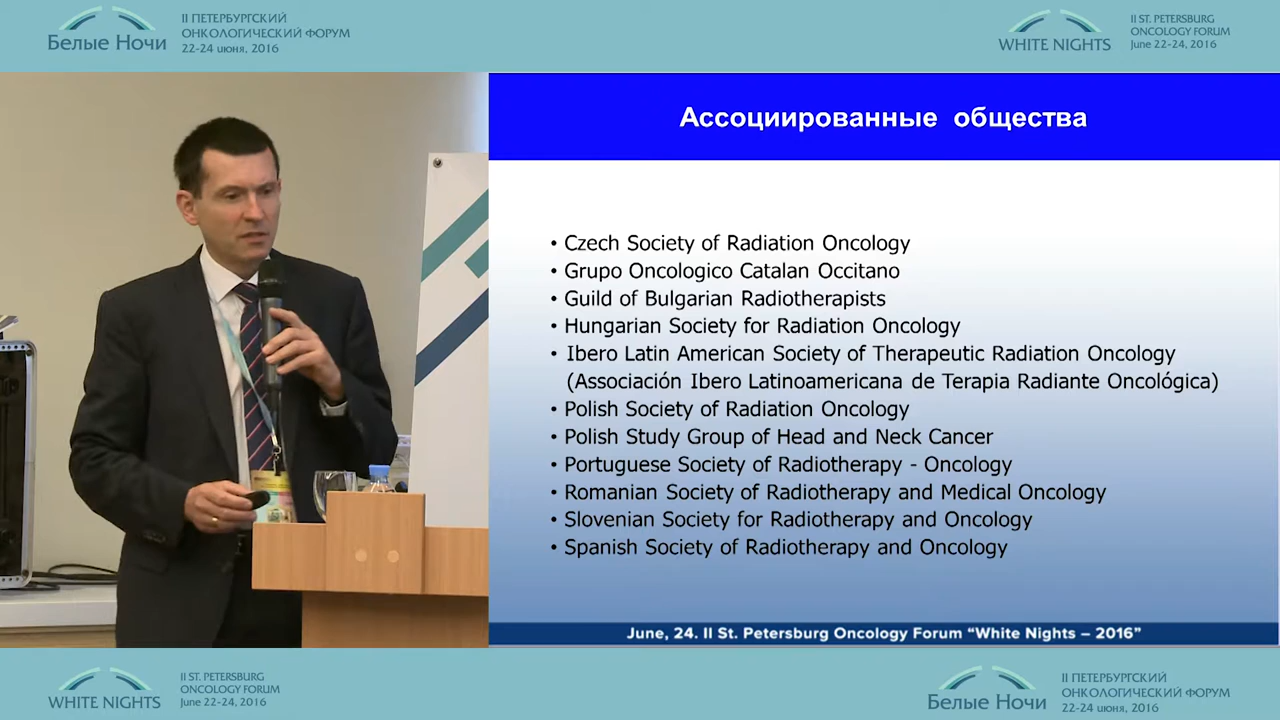 Белые Ночи
II ПЕТЕРБУРГСКИЙ
ОНКОЛОГИЧЕСКИЙ ФОРУМ
22-24 июня, 2016
WHITE NIGHTS
II ST. PETERSBURG
ONCOLOGY FORUM
June 22-24, 2016
Ассоциированные общества
• Czech Society of Radiation Oncology
• Grupo Oncologico Catalan Occitano
• Guild of Bulgarian Radiotherapists
• Hungarian Society for Radiation Oncology
• Ibero Latin American Society of Therapeutic Radiation Oncology
(Associación Ibero Latinoamericana de Terapia Radiante Oncológica)
• Polish Society of Radiation Oncology
• Polish Study Group of Head and Neck Cancer
• Portuguese Society of Radiotherapy - Oncology
• Romanian Society of Radiotherapy and Medical Oncology
• Slovenian Society for Radiotherapy and Oncology
• Spanish Society of Radiotherapy and Oncology
June, 24. II St. Petersburg Oncology Forum “White Nights – 2016”
WHITE NIGHTS
II ST. PETERSBURG
ONCOLOGY FORUM
June 22-24, 2016
Белые Ночи
II ПЕТЕРБУРГСКИЙ
ОНКОЛОГИЧЕСКИЙ ФОРУМ
22-24 июня, 2016